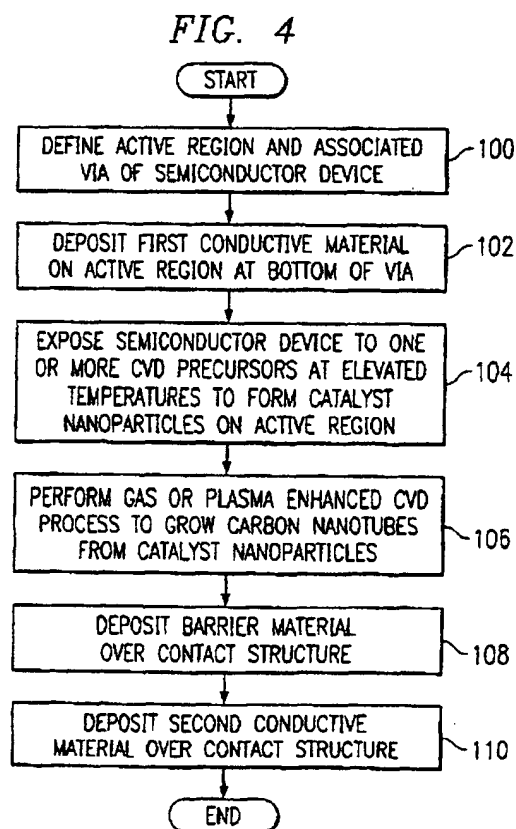 FIG. 4
START
DEFINE ACTIVE REGION AND ASSOCIATED
VIA OF SEMICONDUCTOR DEVICE
100
DEPOSIT FIRST CONDUCTIVE MATERIAL
ON ACTIVE REGION AT BOTTOM OF VIA
102
EXPOSE SEMICONDUCTOR DEVICE TO ONE
OR MORE CVD PRECURSORS AT ELEVATED
TEMPERATURES TO FORM CATALYST
NANOPARTICLES ON ACTIVE REGION
104
PERFORM GAS OR PLASMA ENHANCED CVD
PROCESS TO GROW CARBON NANOTUBES
FROM CATALYST NANOPARTICLES
106
DEPOSIT BARRIER MATERIAL
OVER CONTACT STRUCTURE
108
DEPOSIT SECOND CONDUCTIVE
MATERIAL OVER CONTACT STRUCTURE
110
END